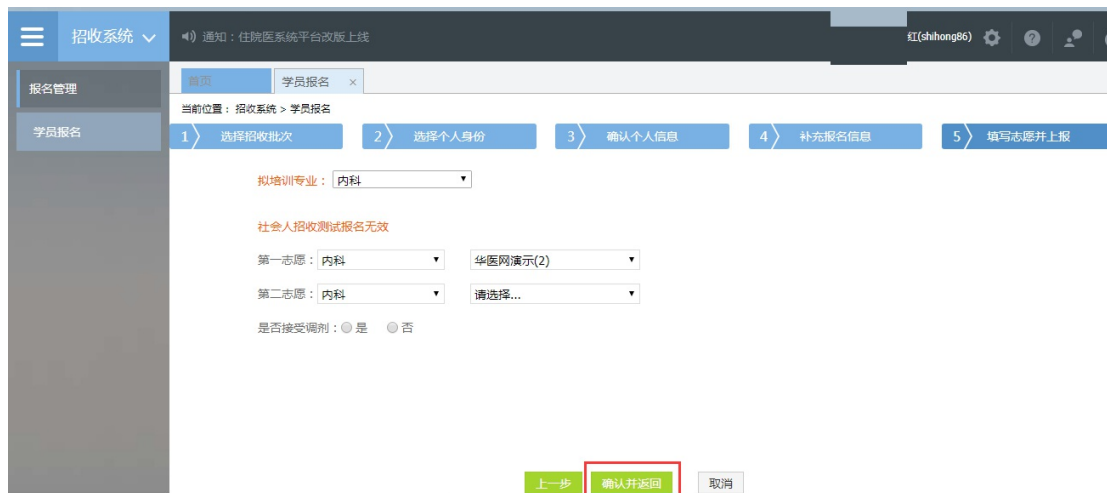 招收系统
通知：住院医系统平台改版上线
红(shihong86)
报名管理
学员报名
首页
学员报名 ×
当前位置： 招收系统 > 学员报名
1 选择招收批次
2 选择个人身份
3 确认个人信息
4 补充报名信息
5 填写志愿并上报
拟培训专业： 内科
社会人招收测试报名无效
第一志愿： 内科 华医网演示(2)
第二志愿： 内科 请选择...
是否接受调剂： 是 否
上一步 确认并返回 取消